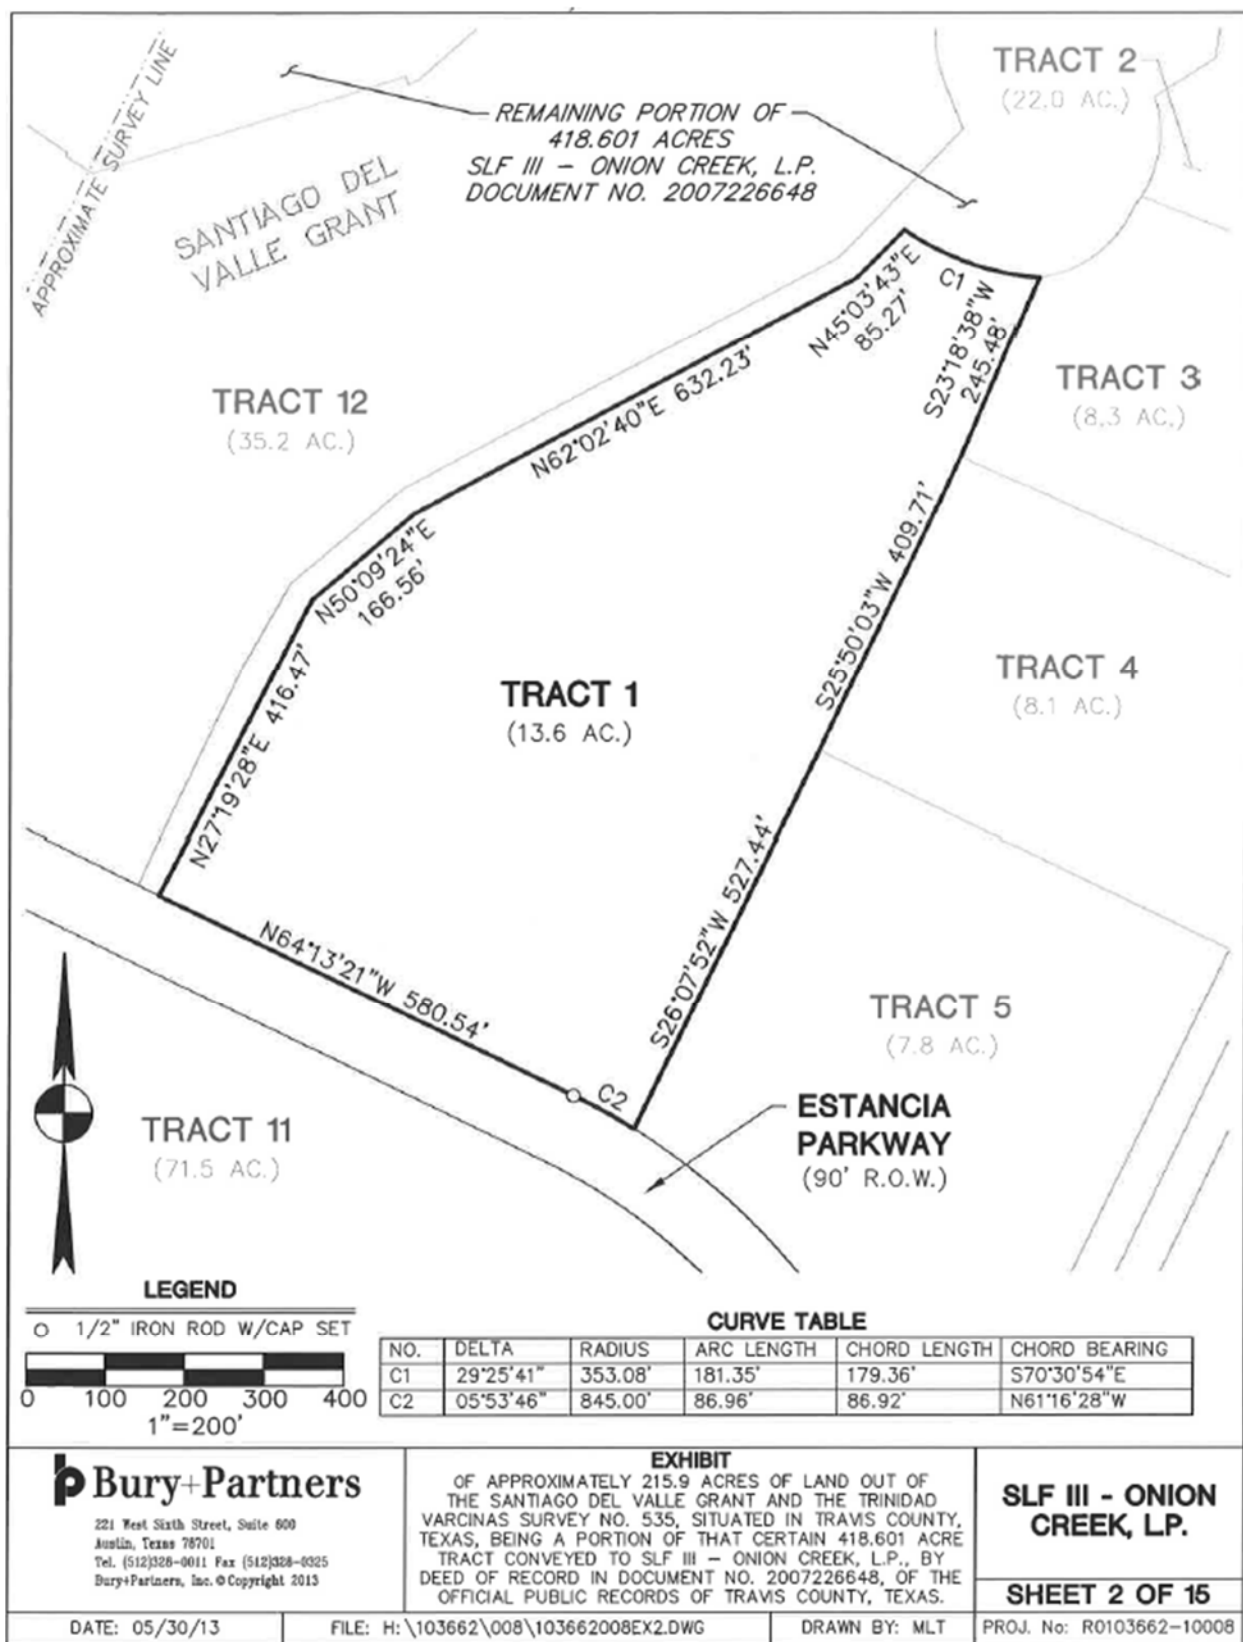 TRACT 2
(22.0 AC.)
REMAINING PORTION OF
418.601 ACRES
SLF III – ONION CREEK, L.P.
DOCUMENT NO. 2007226648
APPROXIMATE SURVEY LINE
SANTIAGO DEL
VALLE GRANT
C1
N45°03'43"E
85.27'
S23°18'38"W
245.48'
N62°02'40"E 632.23'
TRACT 12
(35.2 AC.)
TRACT 3
(8.3 AC.)
N50°09'24"E
166.56'
S25°50'03"W 409.71'
N27°19'28"E 416.47'
TRACT 1
(13.6 AC.)
TRACT 4
(8.1 AC.)
S26°07'52"W 527.44'
N64°13'21"W 580.54'
C2
TRACT 5
(7.8 AC.)
TRACT 11
(71.5 AC.)
ESTANCIA
PARKWAY
(90' R.O.W.)
LEGEND
O 1/2" IRON ROD W/CAP SET
0 100 200 300 400
1"=200'
CURVE TABLE
NO. DELTA RADIUS ARC LENGTH CHORD LENGTH CHORD BEARING
C1 29°25'41" 353.08' 181.35' 179.36' S70°30'54"E
C2 05°53'46" 845.00' 86.96' 86.92' N61°16'28"W
Bury+Partners
221 West Sixth Street, Suite 600
Austin, Texas 78701
Tel. (512)328-0011 Fax (512)328-0325
Bury+Partners, Inc. © Copyright 2013
EXHIBIT
OF APPROXIMATELY 215.9 ACRES OF LAND OUT OF
THE SANTIAGO DEL VALLE GRANT AND THE TRINIDAD
VARCINAS SURVEY NO. 535, SITUATED IN TRAVIS COUNTY,
TEXAS, BEING A PORTION OF THAT CERTAIN 418.601 ACRE
TRACT CONVEYED TO SLF III – ONION CREEK, L.P., BY
DEED OF RECORD IN DOCUMENT NO. 2007226648, OF THE
OFFICIAL PUBLIC RECORDS OF TRAVIS COUNTY, TEXAS.
SLF III - ONION
CREEK, LP.
SHEET 2 OF 15
DATE: 05/30/13
FILE: H:\103662\008\103662008EX2.DWG
DRAWN BY: MLT
PROJ. No: R0103662-10008